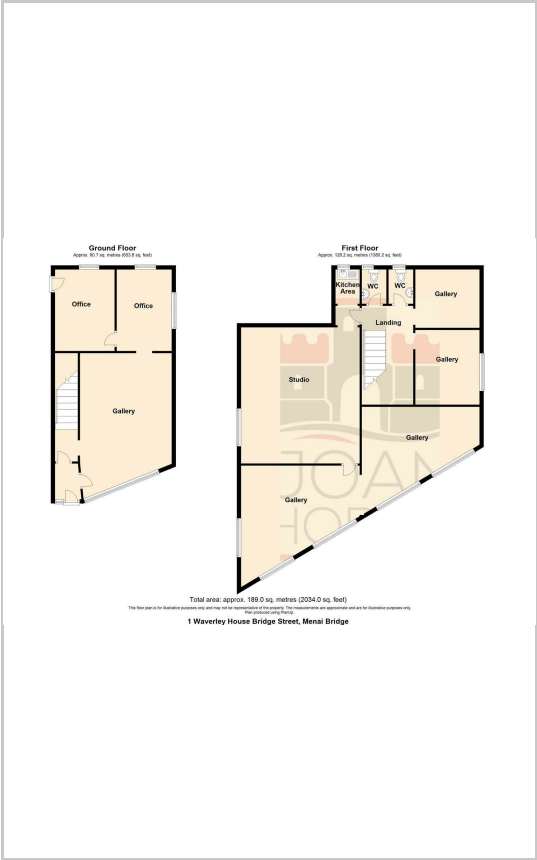 Ground Floor
Approx. 60.7 sq. metres (653.8 sq. feet)
Office
Office
Gallery
First Floor
Approx. 128.2 sq. metres (1380.2 sq. feet)
Kitchen
Area
WC
WC
Gallery
Landing
Gallery
Studio
Gallery
Gallery
JOAN
HOP
Total area: approx. 189.0 sq. metres (2034.0 sq. feet)
This floor plan is for illustrative purposes only and may not be representative of the property. The measurements are approximate and are for illustrative purposes only.
Plan produced using PlanUp.
1 Waverley House Bridge Street, Menai Bridge